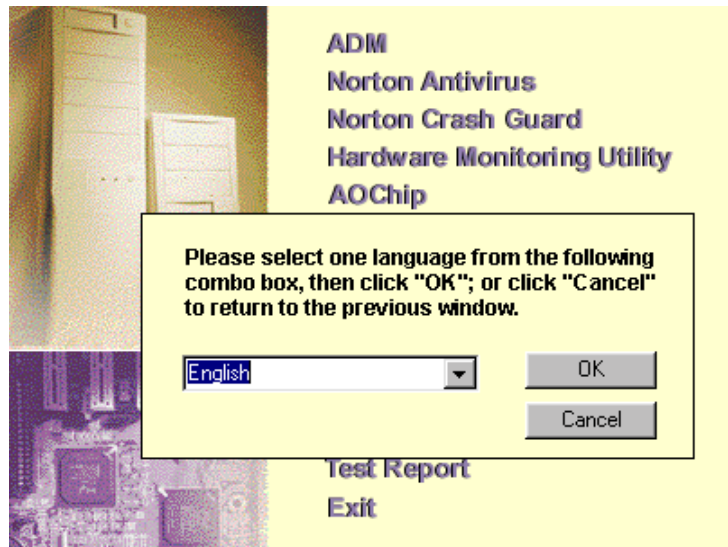 ADM
Norton Antivirus
Norton Crash Guard
Hardware Monitoring Utility
AOChip
Please select one language from the following
combo box, then click "OK"; or click "Cancel"
to return to the previous window.
English
OK
Cancel
Test Report
Exit